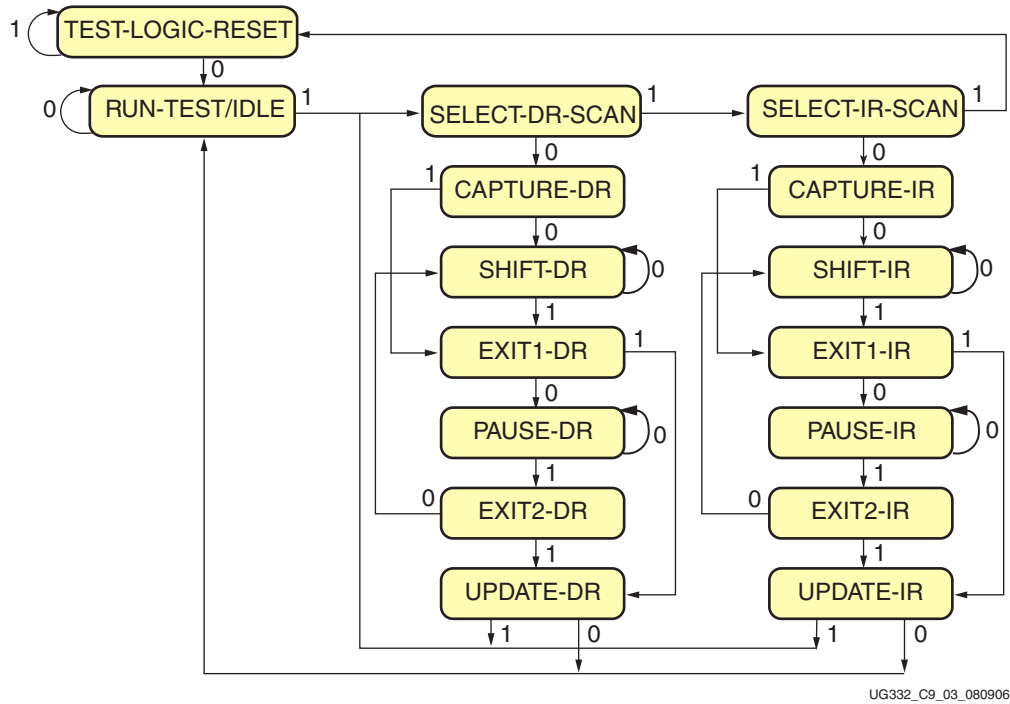 1 TEST-LOGIC-RESET
0
0 RUN-TEST/IDLE 1 SELECT-DR-SCAN 1 SELECT-IR-SCAN 1
0 0
1 CAPTURE-DR 1 CAPTURE-IR
0 0
SHIFT-DR 0 SHIFT-IR 0
1 1
EXIT1-DR 1 EXIT1-IR 1
0 0
PAUSE-DR 0 PAUSE-IR 0
1 1
0 EXIT2-DR 0 EXIT2-IR
1 1
UPDATE-DR UPDATE-IR
1 0 1 0
UG332_C9_03_080906